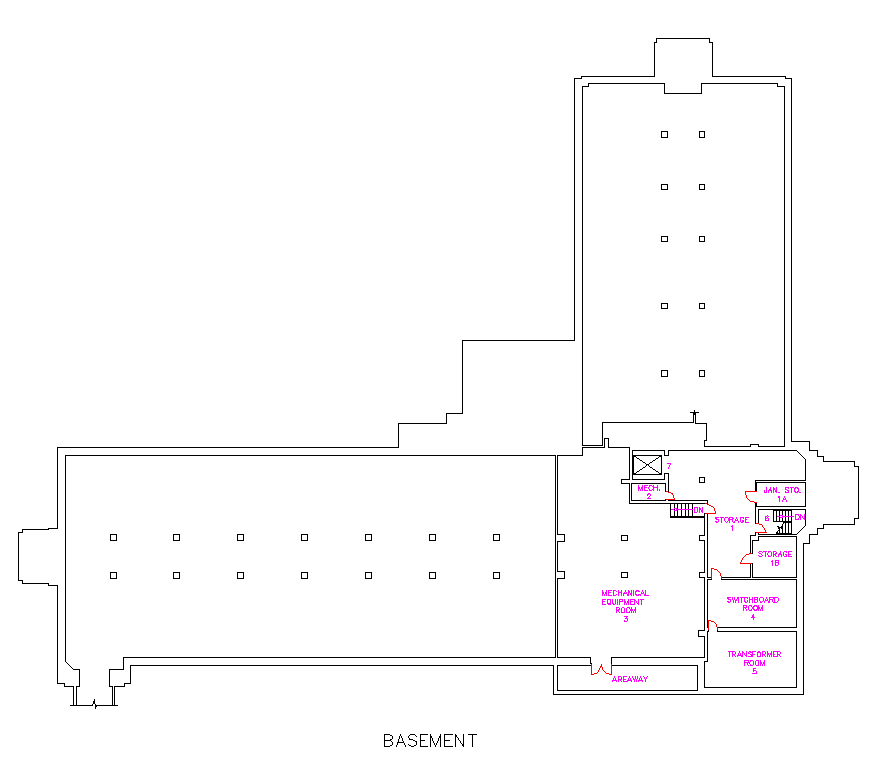 7
MECH.
2
JAN. STO.
1A
DN
6
DN
STORAGE
1
STORAGE
1B
MECHANICAL
EQUIPMENT
ROOM
3
SWITCHBOARD
ROOM
4
TRANSFORMER
ROOM
5
AREAWAY
BASEMENT